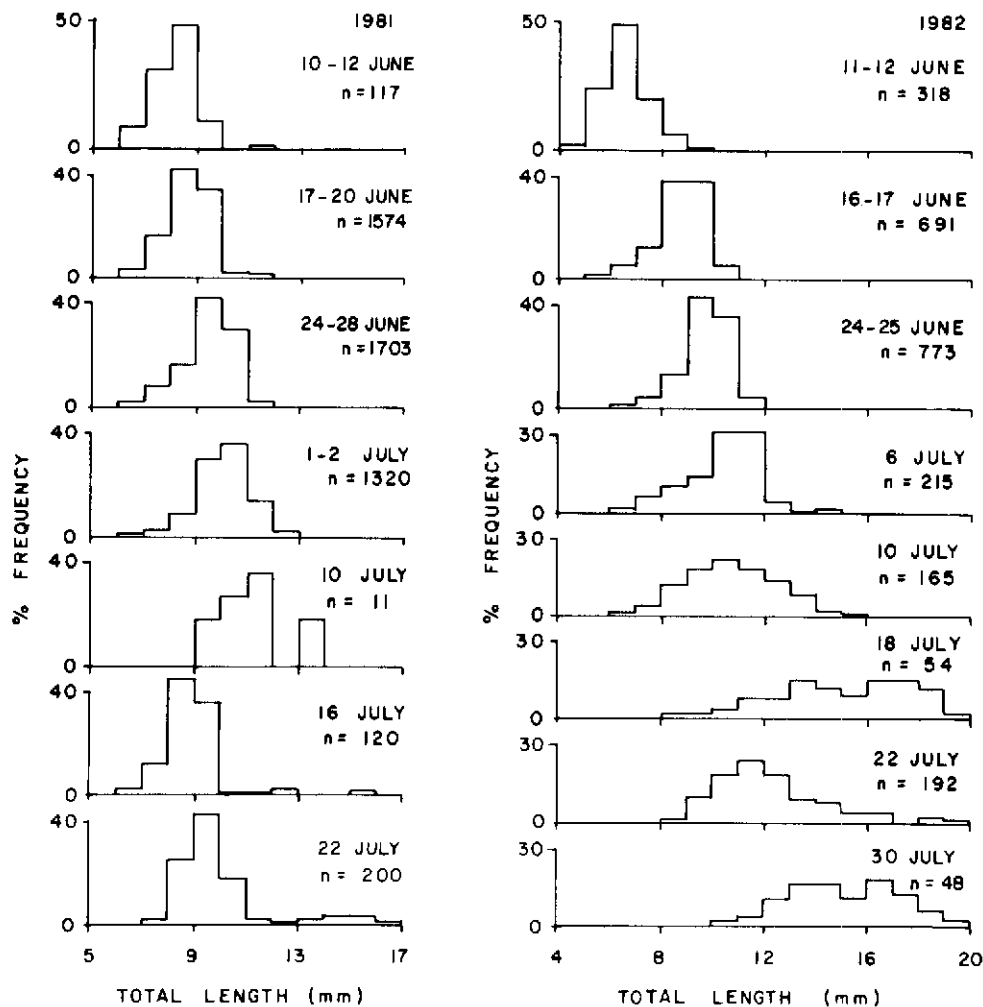 1981
10-12 JUNE
n=117
50
0
17-20 JUNE
n=1574
40
0
24-28 JUNE
n=1703
40
0
1-2 JULY
n=1320
40
0
10 JULY
n= 11
40
0
16 JULY
n= 120
40
0
22 JULY
n= 200
40
0
% FREQUENCY
5 9 13 17
TOTAL LENGTH (mm)
1982
11-12 JUNE
n = 318
50
0
4 8 12 16 20
16-17 JUNE
n = 691
40
0
24-25 JUNE
n = 773
40
0
6 JULY
n = 215
30
0
10 JULY
n = 165
30
0
18 JULY
n = 54
30
0
22 JULY
n = 192
30
0
30 JULY
n = 48
30
0
% FREQUENCY
4 8 12 16 20
TOTAL LENGTH (mm)